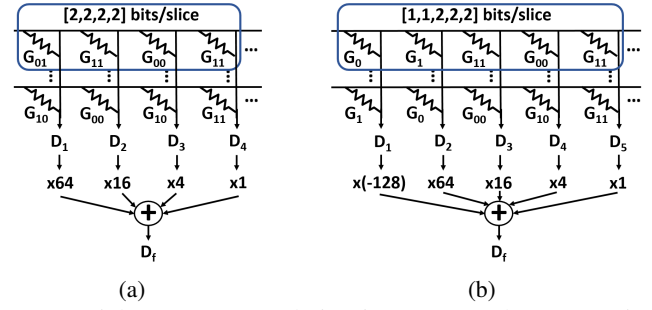 [2,2,2,2] bits/slice
G01 G11 G00 G11 ...
G10 G00 G10 G11 ...
D1 D2 D3 D4
x64 x16 x4 x1
+
Df
(a)
[1,1,2,2,2] bits/slice
G0 G1 G11 G00 G11 ...
G1 G0 G00 G10 G11 ...
D1 D2 D3 D4 D5
x(-128) x64 x16 x4 x1
+
Df
(b)